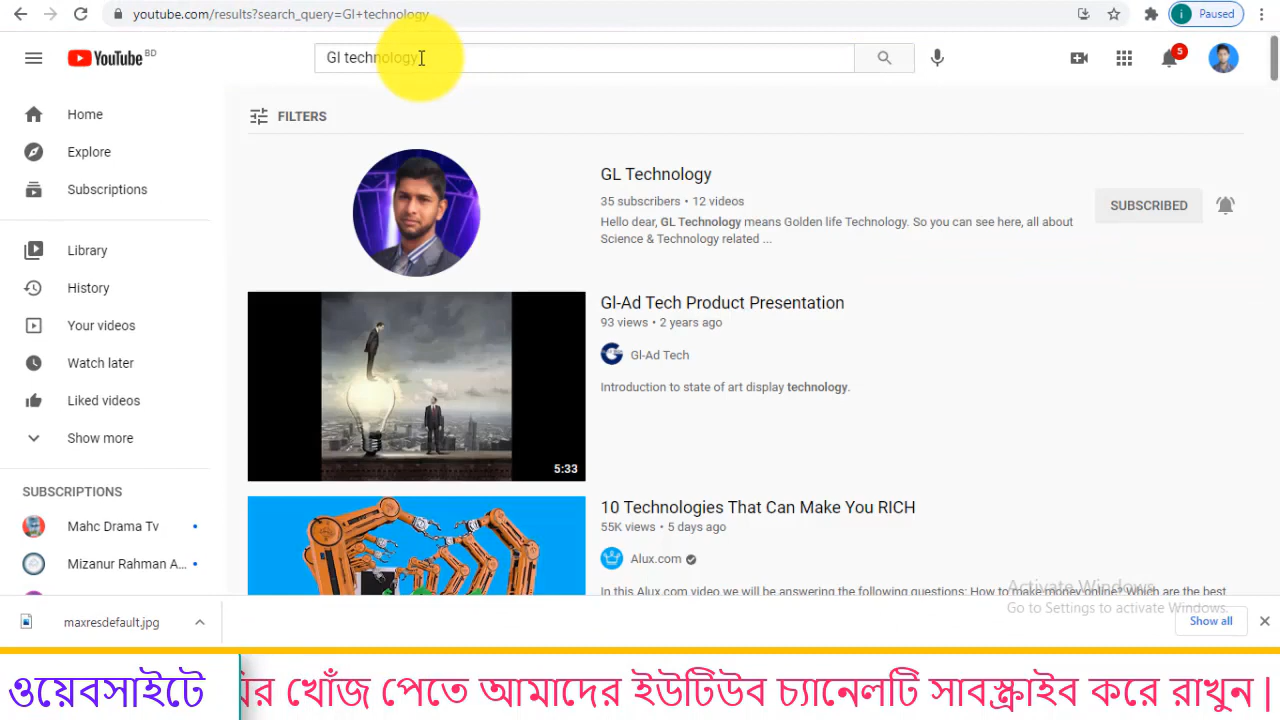 youtube.com/results?search_query=Gl+technology
Paused
YouTube BD
Gl technology
5
Home
Explore
Subscriptions
Library
History
Your videos
Watch later
Liked videos
Show more
SUBSCRIPTIONS
Mahc Drama Tv
Mizanur Rahman A...
FILTERS
GL Technology
35 subscribers • 12 videos
Hello dear, GL Technology means Golden life Technology. So you can see here, all about
Science & Technology related ...
SUBSCRIBED
5:33
Gl-Ad Tech Product Presentation
93 views • 2 years ago
Gl-Ad Tech
Introduction to state of art display technology.
10 Technologies That Can Make You RICH
55K views • 5 days ago
Alux.com
In this Alux.com video we will be answering the following questions: How to make money online? Which are the best
Activate Windows
Go to Settings to activate Windows.
maxresdefault.jpg
Show all
ওয়েবসাইটে
খোঁজ পেতে আমাদের ইউটিউব চ্যানেলটি সাবস্ক্রাইব করে রাখুন |